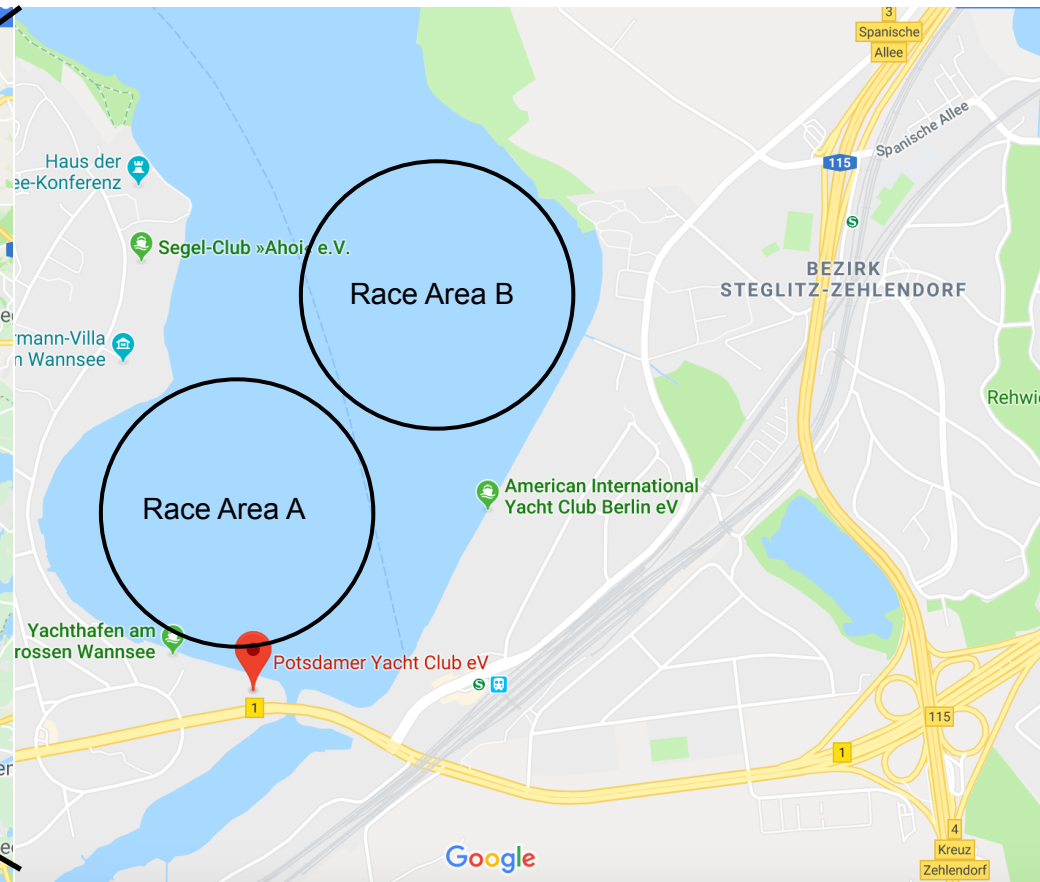 3
Spanische
Allee
Spanische Allee
115
Haus der
ee-Konferenz
Segel-Club »Ahoi« e.V.
Race Area B
BEZIRK
STEGLITZ-ZEHLENDORF
rmann-Villa
n Wannsee
Rehwi
American International
Yacht Club Berlin eV
Race Area A
Yachthafen am
rossen Wannsee
Potsdamer Yacht Club eV
S
S
1
115
1
4
Kreuz
Zehlendorf
Google